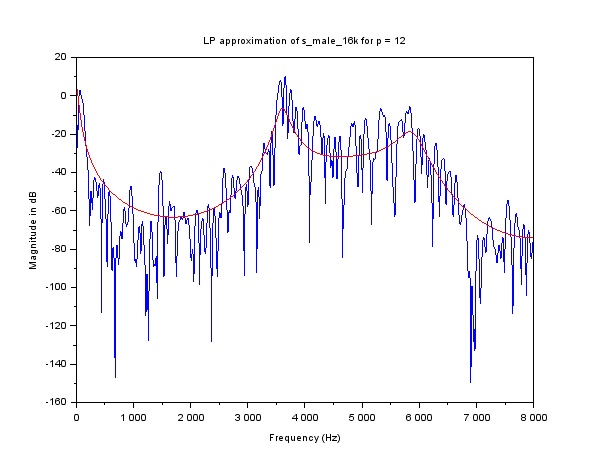 LP approximation of s_male_16k for p = 12
20
0
-20
-40
-60
-80
-100
-120
-140
-160
Magnitude in dB
0 1 000 2 000 3 000 4 000 5 000 6 000 7 000 8 000
Frequency (Hz)